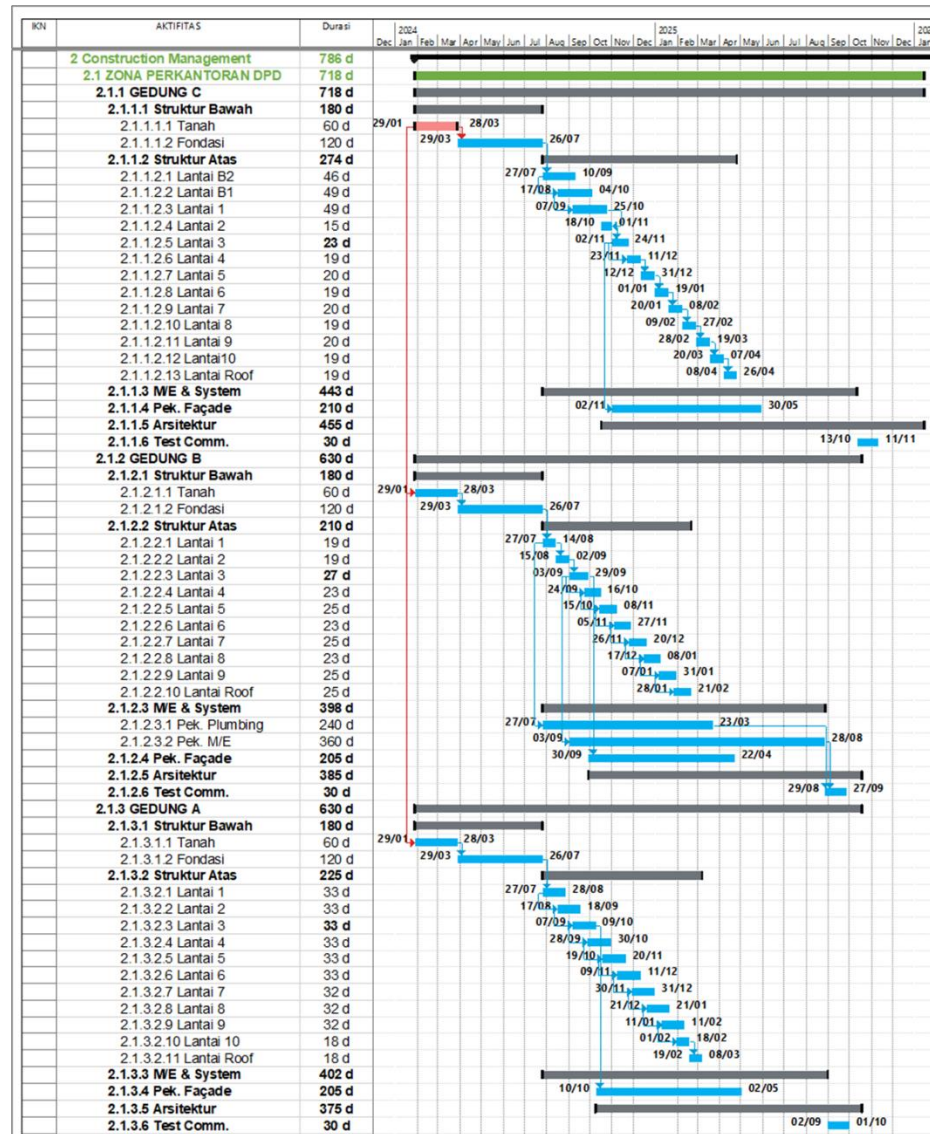 IKN AKTIFITAS Durasi 2024 2025
Dec Jan Feb Mar Apr May Jun Jul Aug Sep Oct Nov Dec Jan Feb Mar Apr May Jun Jul Aug Sep Oct Nov Dec Jan
2 Construction Management 786 d
2.1 ZONA PERKANTORAN DPD 718 d
2.1.1 GEDUNG C 718 d
2.1.1.1 Struktur Bawah 180 d
2.1.1.1.1 Tanah 60 d 29/01 28/03
2.1.1.1.2 Fondasi 120 d 29/03 26/07
2.1.1.2 Struktur Atas 274 d
2.1.1.2.1 Lantai B2 46 d 27/07 10/09
2.1.1.2.2 Lantai B1 49 d 17/08 04/10
2.1.1.2.3 Lantai 1 49 d 07/09 25/10
2.1.1.2.4 Lantai 2 15 d 18/10 01/11
2.1.1.2.5 Lantai 3 23 d 02/11 24/11
2.1.1.2.6 Lantai 4 19 d 23/11 11/12
2.1.1.2.7 Lantai 5 20 d 12/12 31/12
2.1.1.2.8 Lantai 6 19 d 01/01 19/01
2.1.1.2.9 Lantai 7 20 d 20/01 08/02
2.1.1.2.10 Lantai 8 19 d 09/02 27/02
2.1.1.2.11 Lantai 9 20 d 28/02 19/03
2.1.1.2.12 Lantai10 19 d 20/03 07/04
2.1.1.2.13 Lantai Roof 19 d 08/04 26/04
2.1.1.3 M/E & System 443 d
2.1.1.4 Pek. Façade 210 d 02/11 30/05
2.1.1.5 Arsitektur 455 d
2.1.1.6 Test Comm. 30 d 13/10 11/11
2.1.2 GEDUNG B 630 d
2.1.2.1 Struktur Bawah 180 d
2.1.2.1.1 Tanah 60 d 29/01 28/03
2.1.2.1.2 Fondasi 120 d 29/03 26/07
2.1.2.2 Struktur Atas 210 d
2.1.2.2.1 Lantai 1 19 d 27/07 14/08
2.1.2.2.2 Lantai 2 19 d 15/08 02/09
2.1.2.2.3 Lantai 3 27 d 03/09 29/09
2.1.2.2.4 Lantai 4 23 d 24/09 16/10
2.1.2.2.5 Lantai 5 25 d 15/10 08/11
2.1.2.2.6 Lantai 6 23 d 05/11 27/11
2.1.2.2.7 Lantai 7 25 d 26/11 20/12
2.1.2.2.8 Lantai 8 23 d 17/12 08/01
2.1.2.2.9 Lantai 9 25 d 07/01 31/01
2.1.2.2.10 Lantai Roof 25 d 28/01 21/02
2.1.2.3 M/E & System 398 d
2.1.2.3.1 Pek. Plumbing 240 d 27/07 23/03
2.1.2.3.2 Pek. M/E 360 d 03/09 28/08
2.1.2.4 Pek. Façade 205 d 30/09 22/04
2.1.2.5 Arsitektur 385 d
2.1.2.6 Test Comm. 30 d 29/08 27/09
2.1.3 GEDUNG A 630 d
2.1.3.1 Struktur Bawah 180 d
2.1.3.1.1 Tanah 60 d 29/01 28/03
2.1.3.1.2 Fondasi 120 d 29/03 26/07
2.1.3.2 Struktur Atas 225 d
2.1.3.2.1 Lantai 1 33 d 27/07 28/08
2.1.3.2.2 Lantai 2 33 d 17/08 18/09
2.1.3.2.3 Lantai 3 33 d 07/09 09/10
2.1.3.2.4 Lantai 4 33 d 28/09 30/10
2.1.3.2.5 Lantai 5 33 d 19/10 20/11
2.1.3.2.6 Lantai 6 33 d 09/11 11/12
2.1.3.2.7 Lantai 7 32 d 30/11 31/12
2.1.3.2.8 Lantai 8 32 d 21/12 21/01
2.1.3.2.9 Lantai 9 32 d 11/01 11/02
2.1.3.2.10 Lantai 10 18 d 01/02 18/02
2.1.3.2.11 Lantai Roof 18 d 19/02 08/03
2.1.3.3 M/E & System 402 d
2.1.3.4 Pek. Façade 205 d 10/10 02/05
2.1.3.5 Arsitektur 375 d
2.1.3.6 Test Comm. 30 d 02/09 01/10